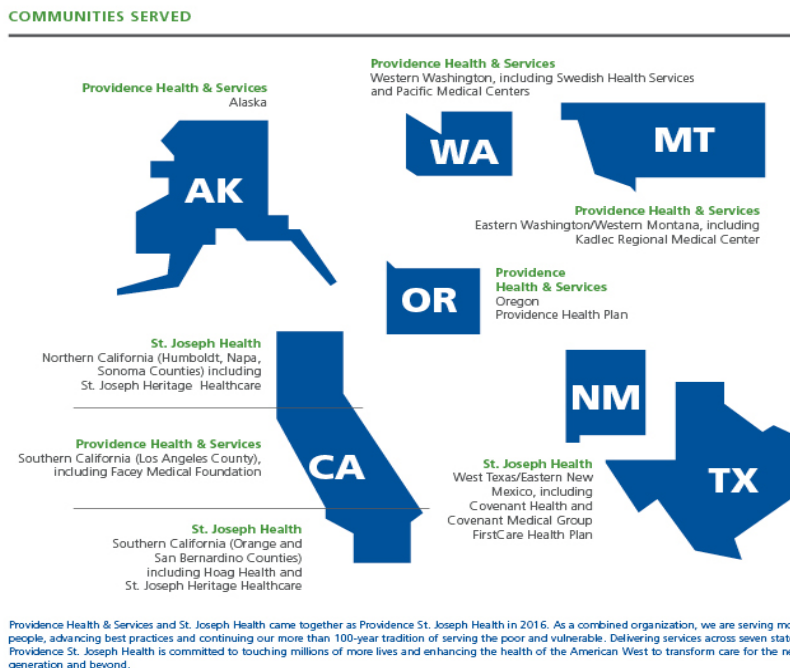 COMMUNITIES SERVED
Providence Health & Services
Alaska
AK
Providence Health & Services
Western Washington, including Swedish Health Services
and Pacific Medical Centers
WA
MT
Providence Health & Services
Eastern Washington/Western Montana, including
Kadlec Regional Medical Center
OR
Providence
Health & Services
Oregon
Providence Health Plan
St. Joseph Health
Northern California (Humboldt, Napa,
Sonoma Counties) including
St. Joseph Heritage Healthcare
Providence Health & Services
Southern California (Los Angeles County),
including Facey Medical Foundation
CA
St. Joseph Health
Southern California (Orange and
San Bernardino Counties)
including Hoag Health and
St. Joseph Heritage Healthcare
NM
TX
St. Joseph Health
West Texas/Eastern New
Mexico, including
Covenant Health and
Covenant Medical Group
FirstCare Health Plan
Providence Health & Services and St. Joseph Health came together as Providence St. Joseph Health in 2016. As a combined organization, we are serving
people, advancing best practices and continuing our more than 100-year tradition of serving the poor and vulnerable. Delivering services across seven
Providence St. Joseph Health is committed to touching millions of more lives and enhancing the health of the American West to transform care for the
generation and beyond.